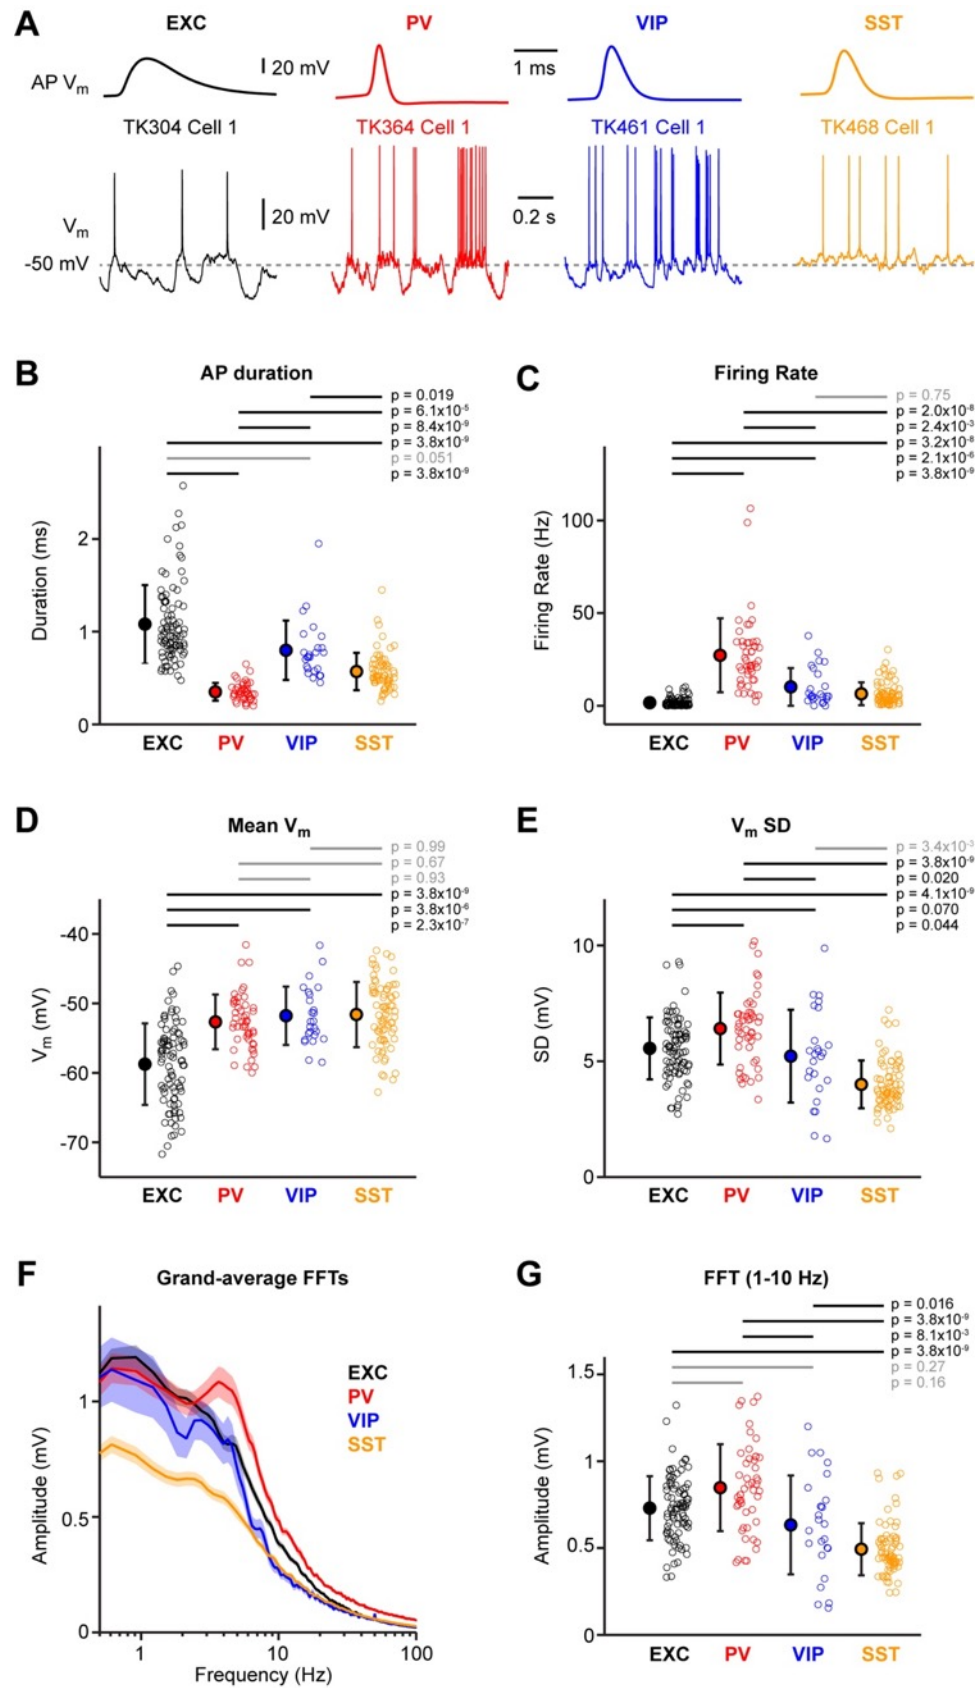 A
EXC PV VIP SST
AP Vm 20 mV 1 ms
TK304 Cell 1 TK364 Cell 1 TK461 Cell 1 TK468 Cell 1
Vm 20 mV 0.2 s
-50 mV
B
AP duration
p = 0.019
p = 6.1x10-5
p = 8.4x10-9
p = 3.8x10-9
p = 0.051
p = 3.8x10-9
Duration (ms)
2
1
0
EXC PV VIP SST
C
Firing Rate
p = 0.75
p = 2.0x10-8
p = 2.4x10-3
p = 3.2x10-8
p = 2.1x10-6
p = 3.8x10-9
Firing Rate (Hz)
100
50
0
EXC PV VIP SST
D
Mean Vm
p = 0.99
p = 0.67
p = 0.93
p = 3.8x10-9
p = 3.8x10-6
p = 2.3x10-7
Vm (mV)
-40
-50
-60
-70
EXC PV VIP SST
E
Vm SD
p = 3.4x10-3
p = 3.8x10-9
p = 0.020
p = 4.1x10-9
p = 0.070
p = 0.044
SD (mV)
10
5
0
EXC PV VIP SST
F
Grand-average FFTs
EXC
PV
VIP
SST
Amplitude (mV)
1
0.5
0
1 10 100
Frequency (Hz)
G
FFT (1-10 Hz)
p = 0.016
p = 3.8x10-9
p = 8.1x10-3
p = 3.8x10-9
p = 0.27
p = 0.16
Amplitude (mV)
1.5
1
0.5
0
EXC PV VIP SST